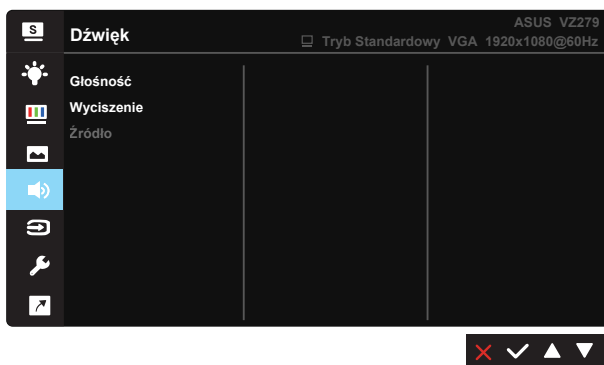 S
Dźwięk
ASUS VZ279
Tryb Standardowy VGA 1920x1080@60Hz
Głośność
Wyciszenie
Źródło